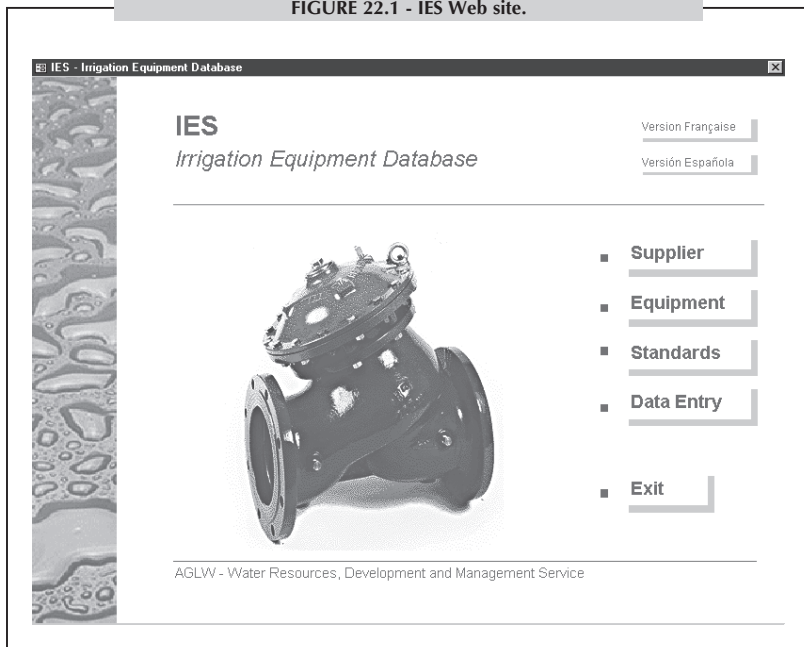 FIGURE 22.1 - IES Web site.
IES - Irrigation Equipment Database
IES
Irrigation Equipment Database
Version Française
Versión Española
Supplier
Equipment
Standards
Data Entry
Exit
AGLW - Water Resources, Development and Management Service